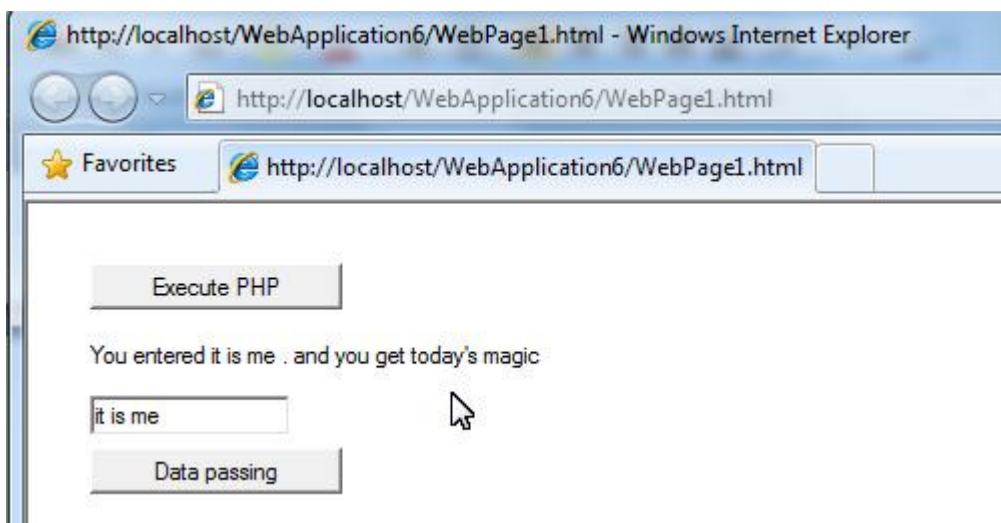 http://localhost/WebApplication6/WebPage1.html - Windows Internet Explorer
http://localhost/WebApplication6/WebPage1.html
Favorites
http://localhost/WebApplication6/WebPage1.html
Execute PHP
You entered it is me . and you get today's magic
it is me
Data passing